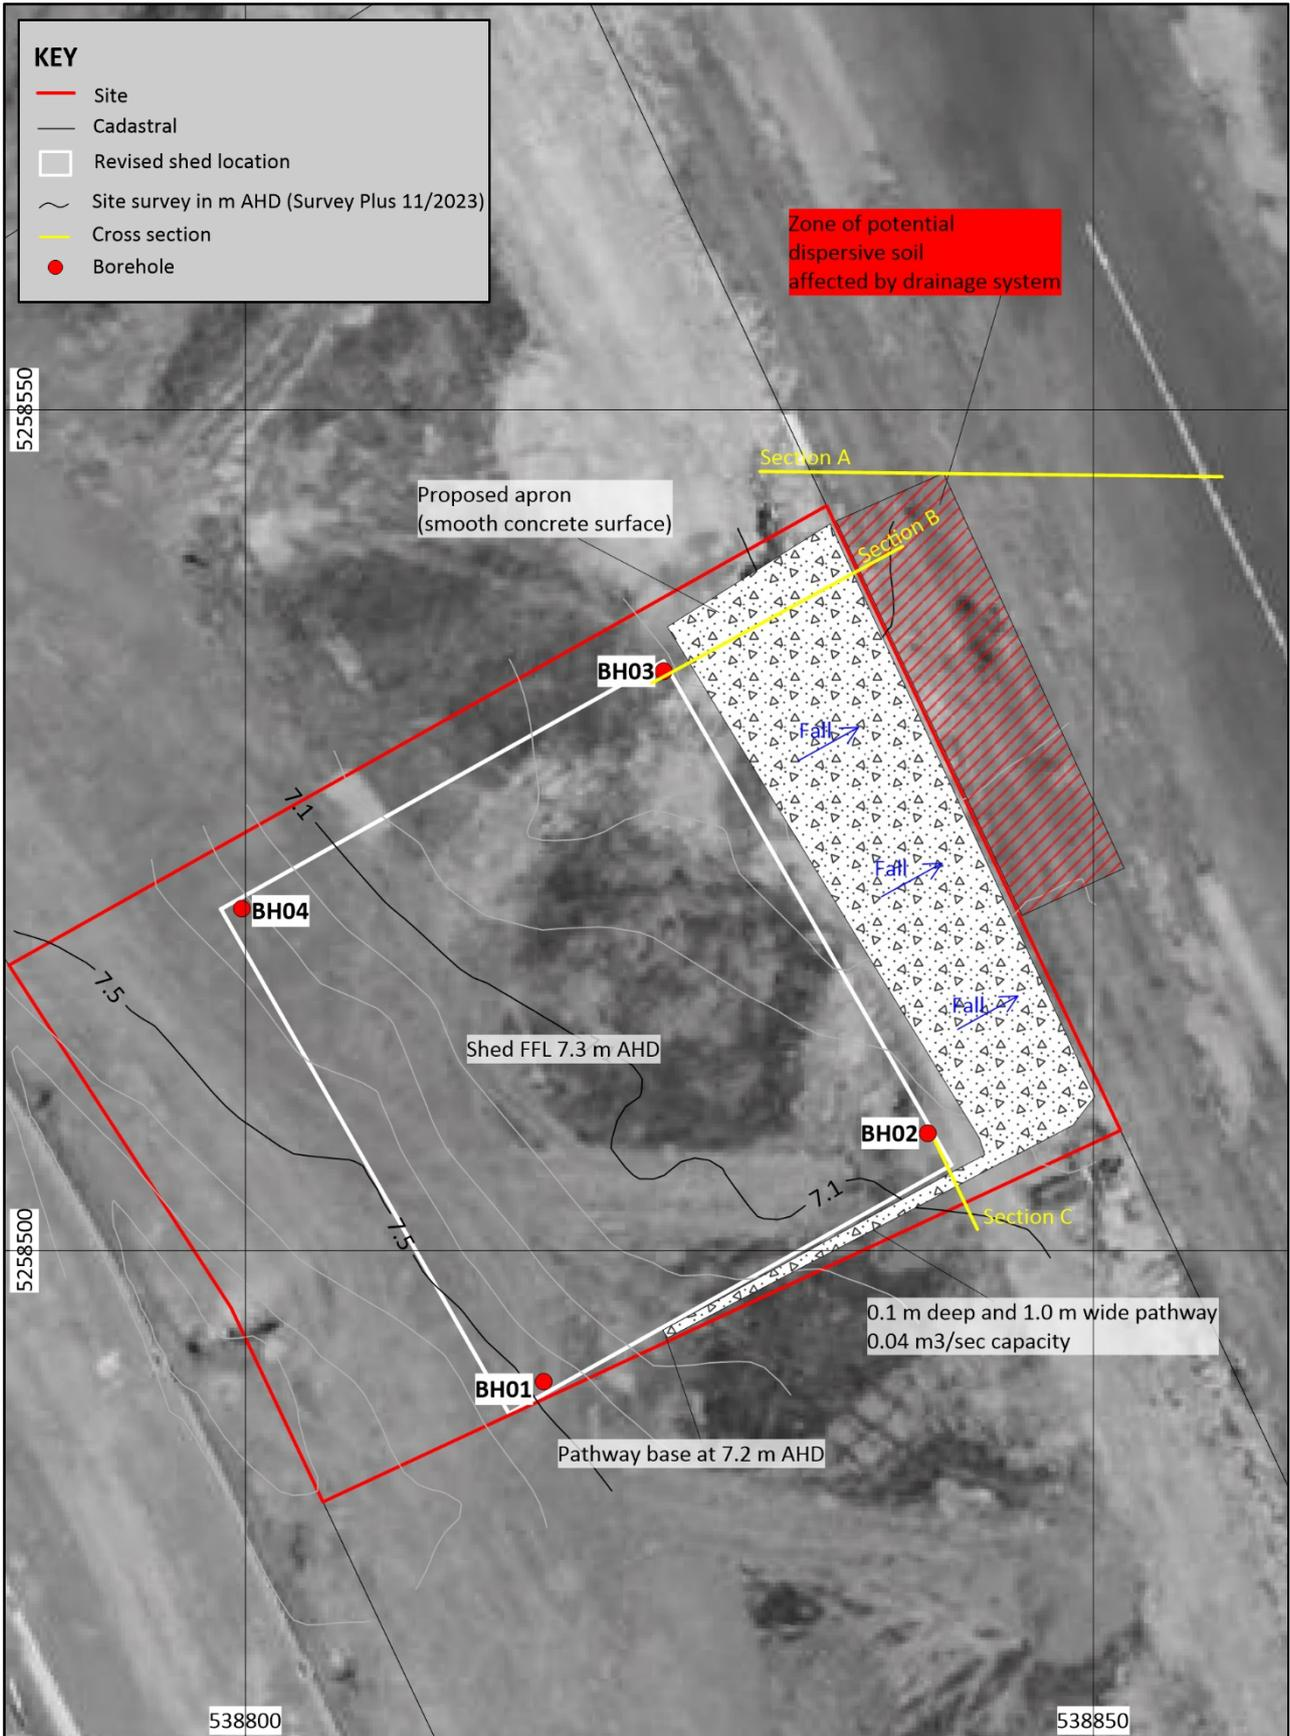 KEY
Site
Cadastral
Revised shed location
Site survey in m AHD (Survey Plus 11/2023)
Cross section
Borehole
Zone of potential
dispersive soil
affected by drainage system
5258550
Section A
Proposed apron
(smooth concrete surface)
Section B
BH03
Fall
7.1
Fall
BH04
7.5
Fall
Shed FFL 7.3 m AHD
BH02
7.1
Section C
7.5
5258500
0.1 m deep and 1.0 m wide pathway
0.04 m3/sec capacity
BH01
Pathway base at 7.2 m AHD
538800
538850